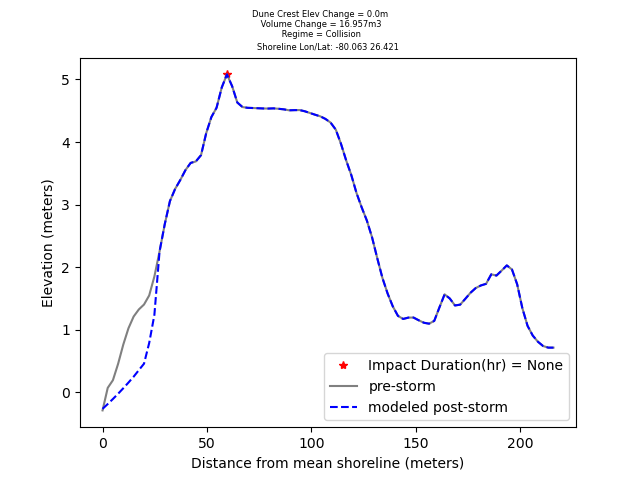 Dune Crest Elev Change = 0.0m
Volume Change = 16.957m3
Regime = Collision
Shoreline Lon/Lat: -80.063 26.421
5
4
3
2
1
0
Elevation (meters)
Impact Duration(hr) = None
pre-storm
modeled post-storm
0 50 100 150 200
Distance from mean shoreline (meters)